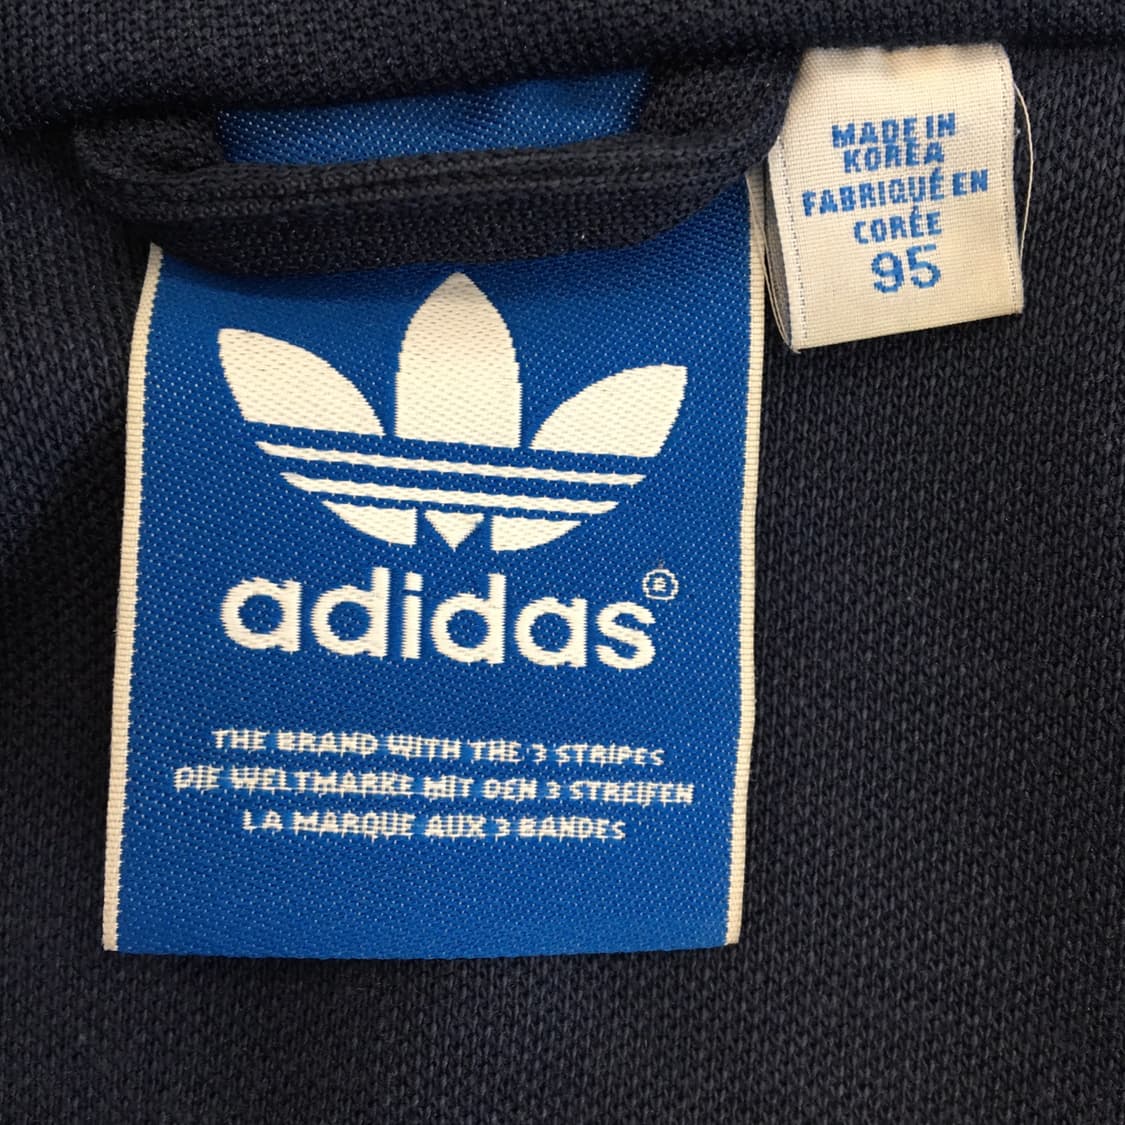 MADE IN
KOREA
FABRIQUÉ EN
CORÉE
95
adidas®
THE BRAND WITH THE 3 STRIPES
DIE WELTMARKE MIT DEN 3 STREIFEN
LA MARQUE AUX 3 BANDES